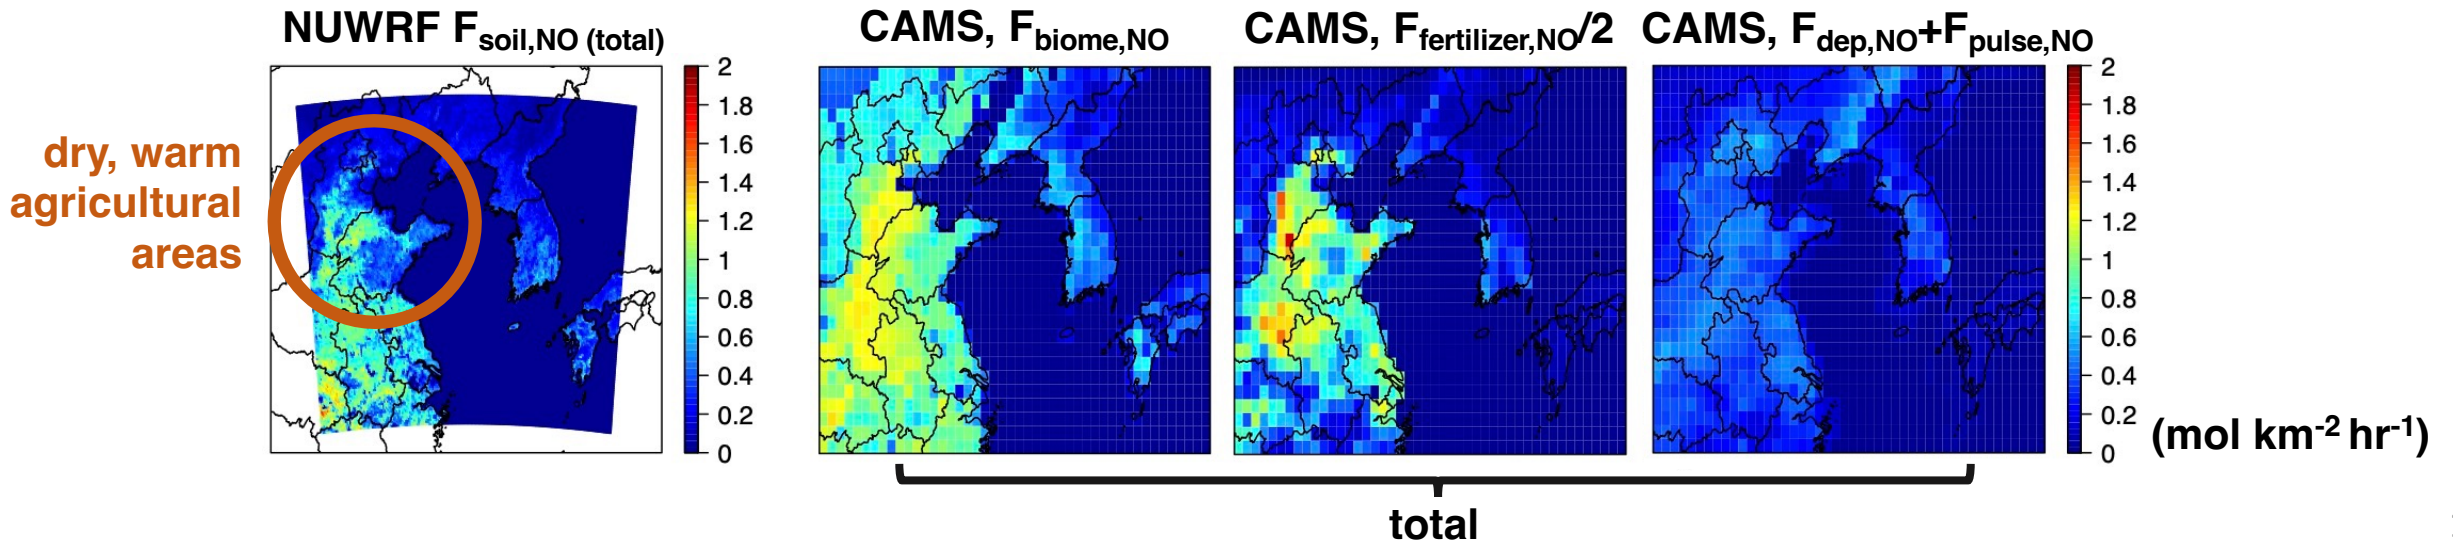 NUWRF Fsoil,NO (total)
CAMS, Fbiome,NO
CAMS, Ffertilizer,NO/2
CAMS, Fdep,NO+Fpulse,NO
dry, warm
agricultural
areas
2
1.8
1.6
1.4
1.2
1
0.8
0.6
0.4
0.2
0
2
1.8
1.6
1.4
1.2
1
0.8
0.6
0.4
0.2
0
(mol km-2 hr-1)
total